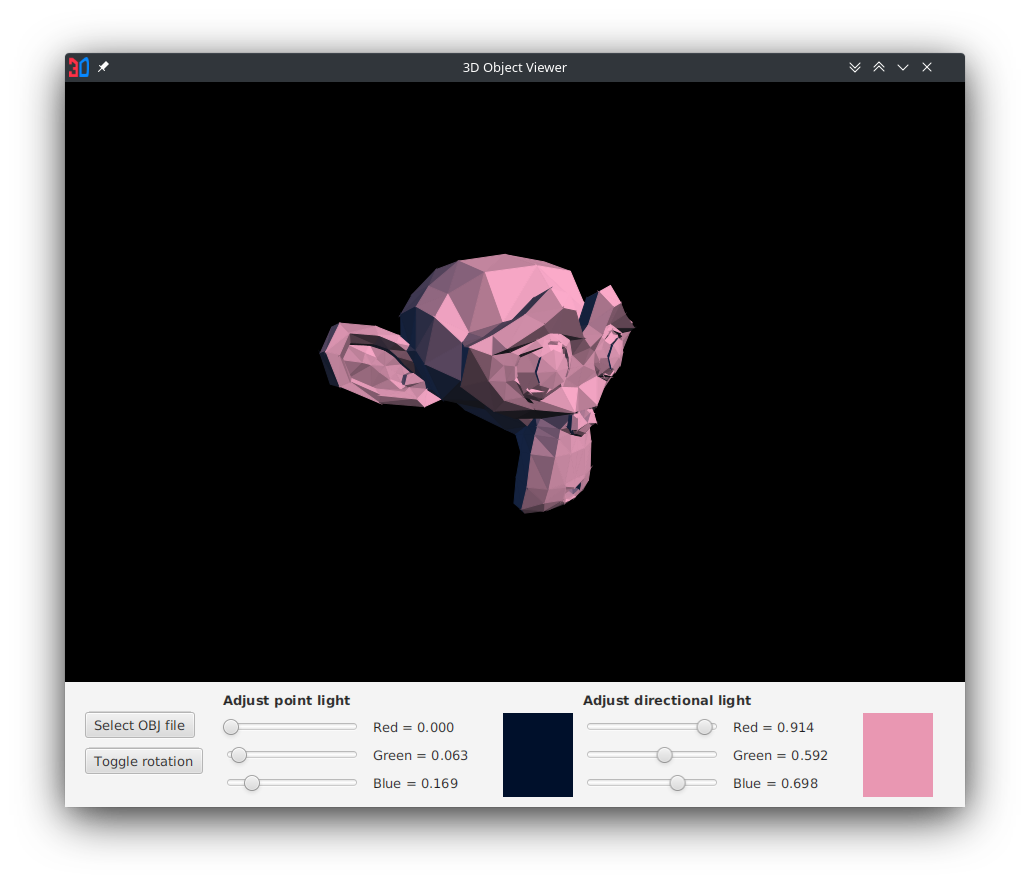 3D
3D Object Viewer
Adjust point light
Adjust directional light
Select OBJ file
Toggle rotation
Red = 0.000
Green = 0.063
Blue = 0.169
Red = 0.914
Green = 0.592
Blue = 0.698